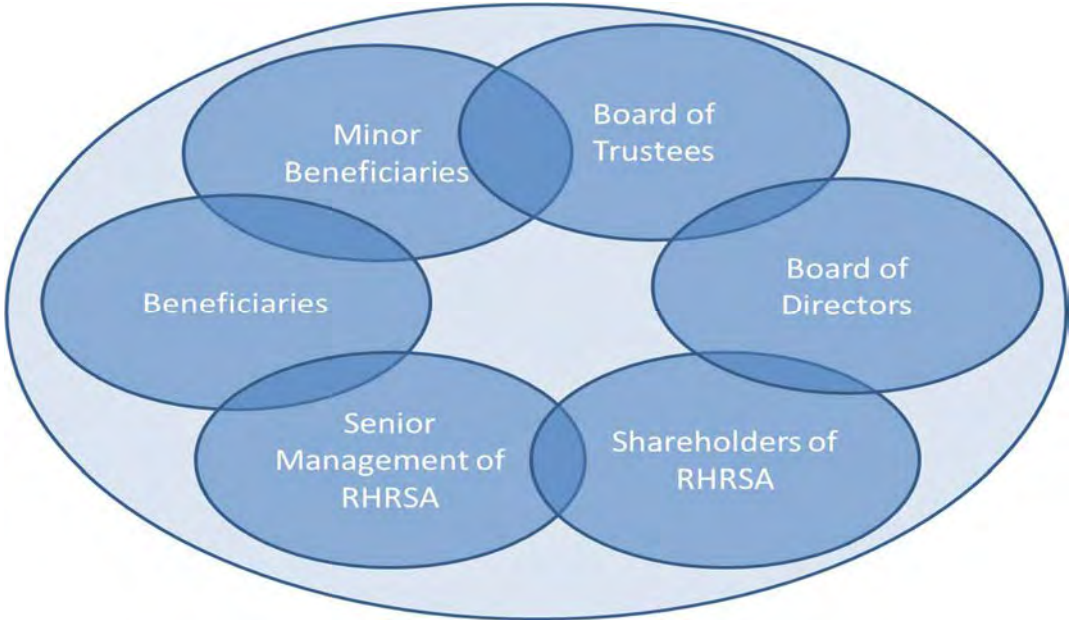 Minor
Beneficiaries
Board of
Trustees
Beneficiaries
Board of
Directors
Senior
Management of
RHRSA
Shareholders of
RHRSA